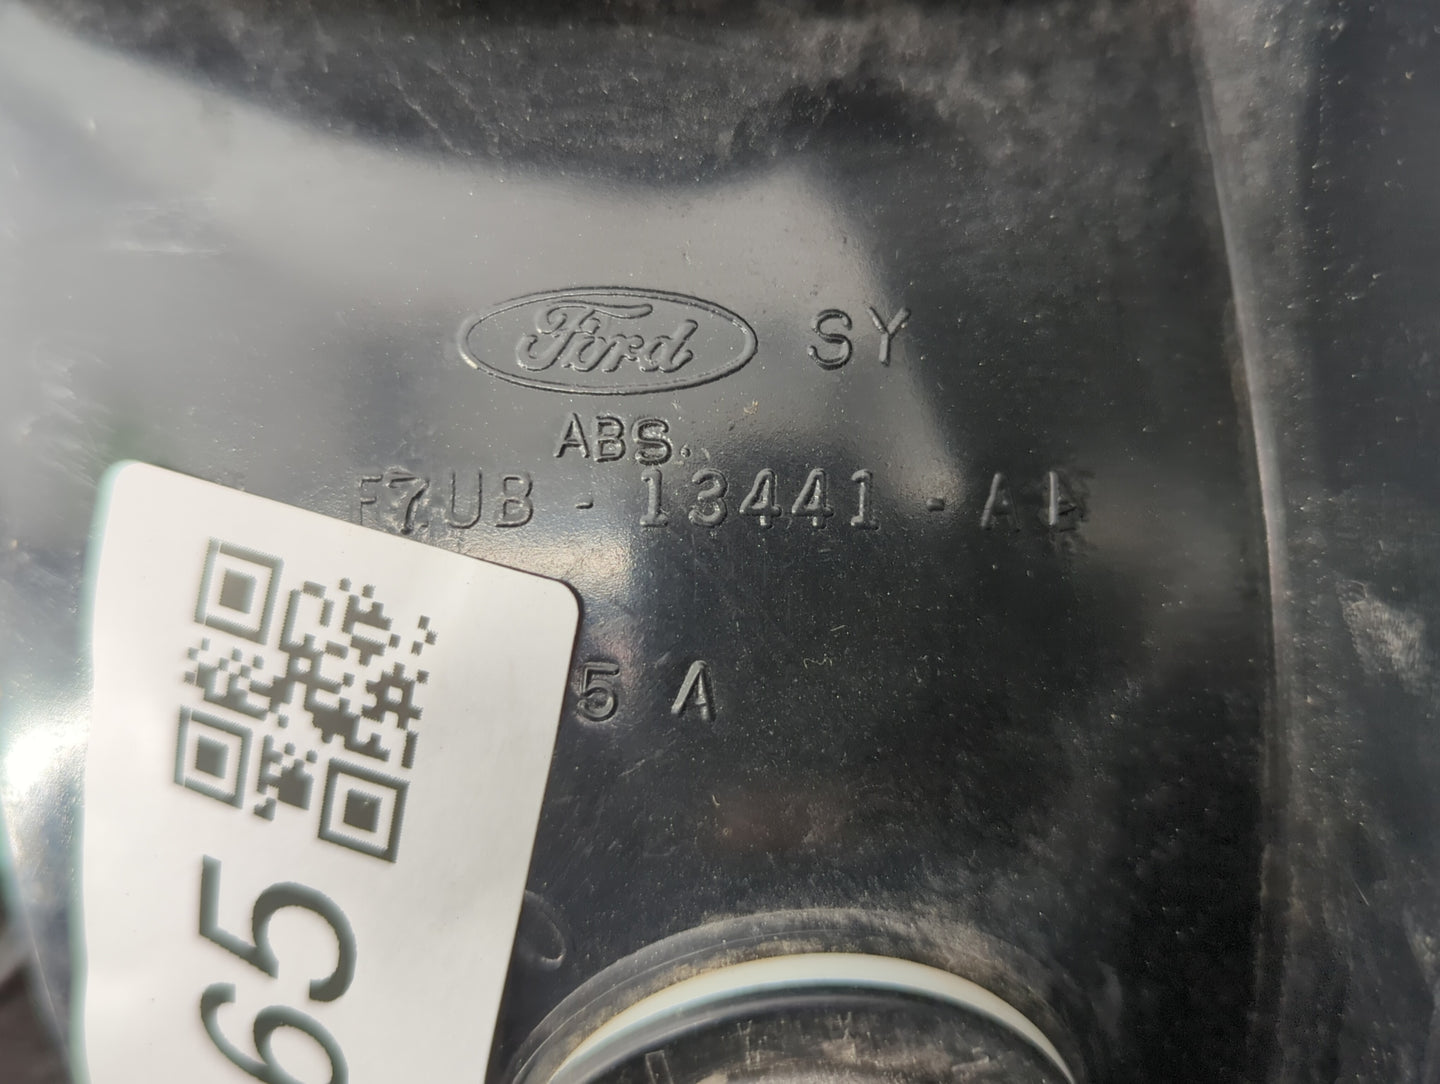 Ford SY
ABS.
F7UB - 13441 - A
5 A
65